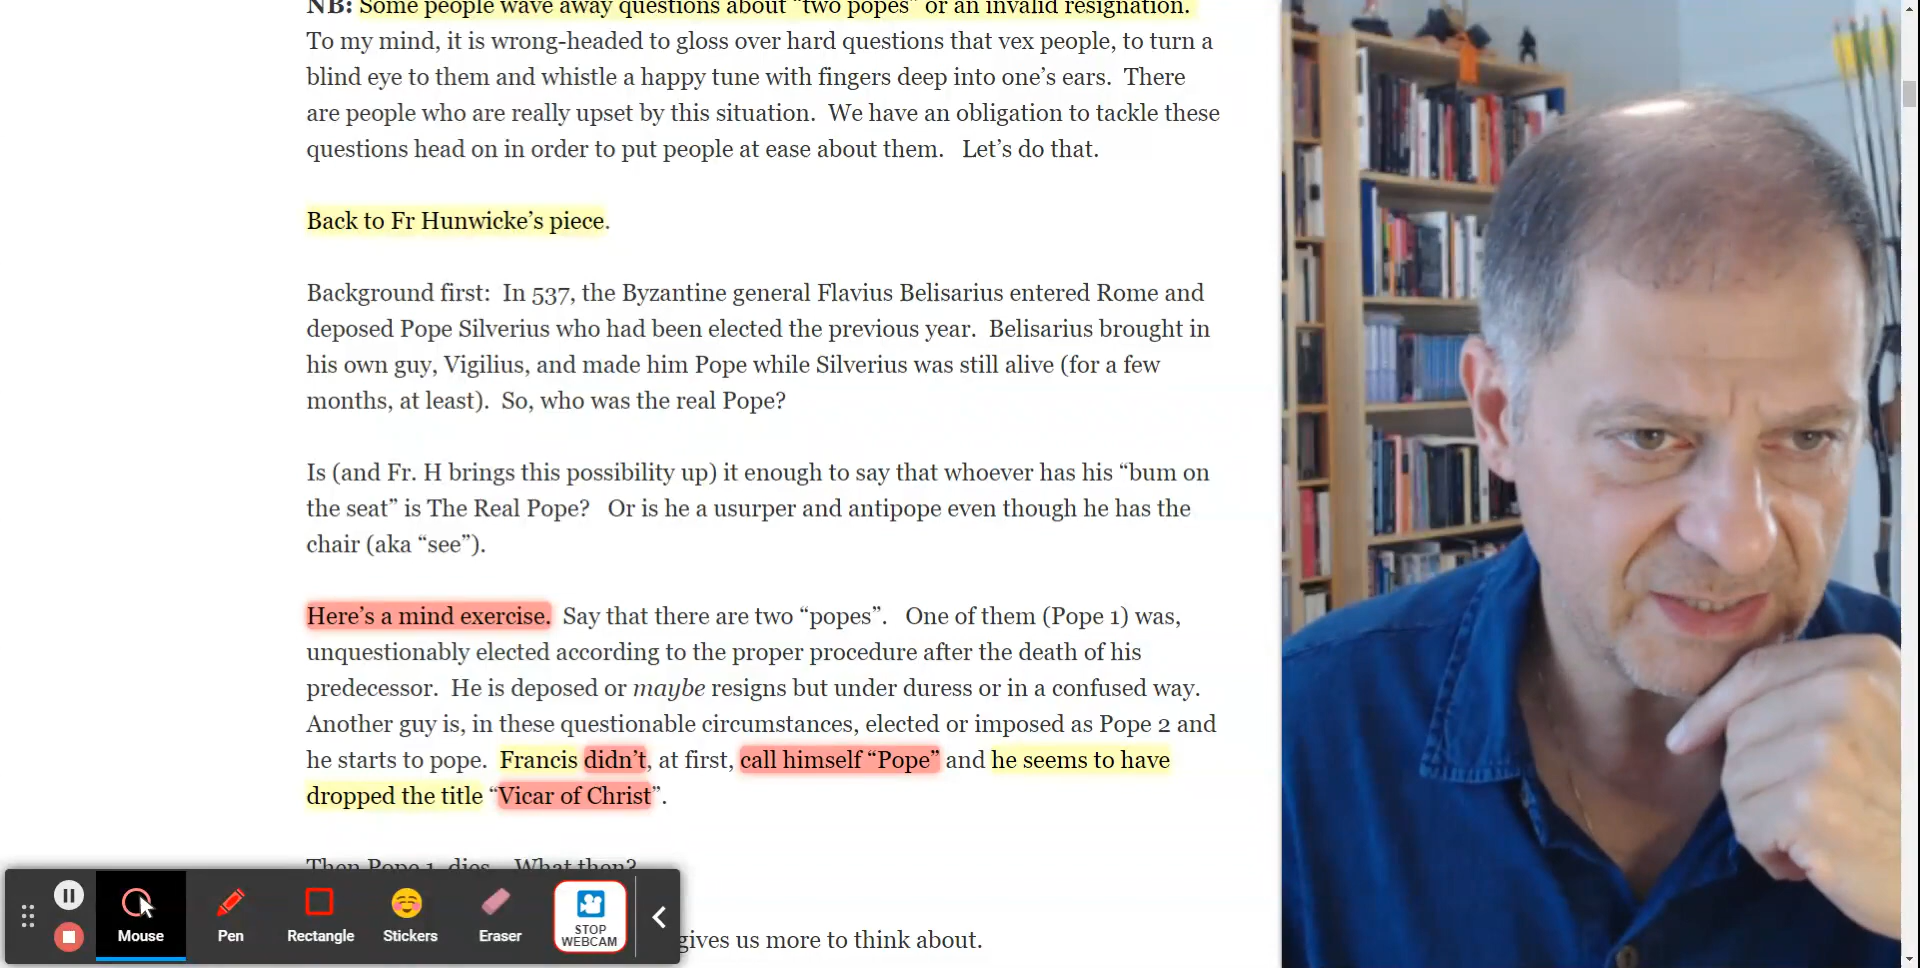 NB: Some people wave away questions about “two popes” or an invalid resignation.
To my mind, it is wrong-headed to gloss over hard questions that vex people, to turn a
blind eye to them and whistle a happy tune with fingers deep into one’s ears.  There
are people who are really upset by this situation.  We have an obligation to tackle these
questions head on in order to put people at ease about them.   Let’s do that.
Back to Fr Hunwicke’s piece.
Background first:  In 537, the Byzantine general Flavius Belisarius entered Rome and
deposed Pope Silverius who had been elected the previous year.  Belisarius brought in
his own guy, Vigilius, and made him Pope while Silverius was still alive (for a few
months, at least).  So, who was the real Pope?
Is (and Fr. H brings this possibility up) it enough to say that whoever has his “bum on
the seat” is The Real Pope?   Or is he a usurper and antipope even though he has the
chair (aka “see”).
Here’s a mind exercise.  Say that there are two “popes”.   One of them (Pope 1) was,
unquestionably elected according to the proper procedure after the death of his
predecessor.  He is deposed or maybe resigns but under duress or in a confused way.
Another guy is, in these questionable circumstances, elected or imposed as Pope 2 and
he starts to pope.  Francis didn’t, at first, call himself “Pope” and he seems to have
dropped the title “Vicar of Christ”.
Then Pope 1  dies.   What then?
gives us more to think about.
Mouse
Pen
Rectangle
Stickers
Eraser
STOP
WEBCAM